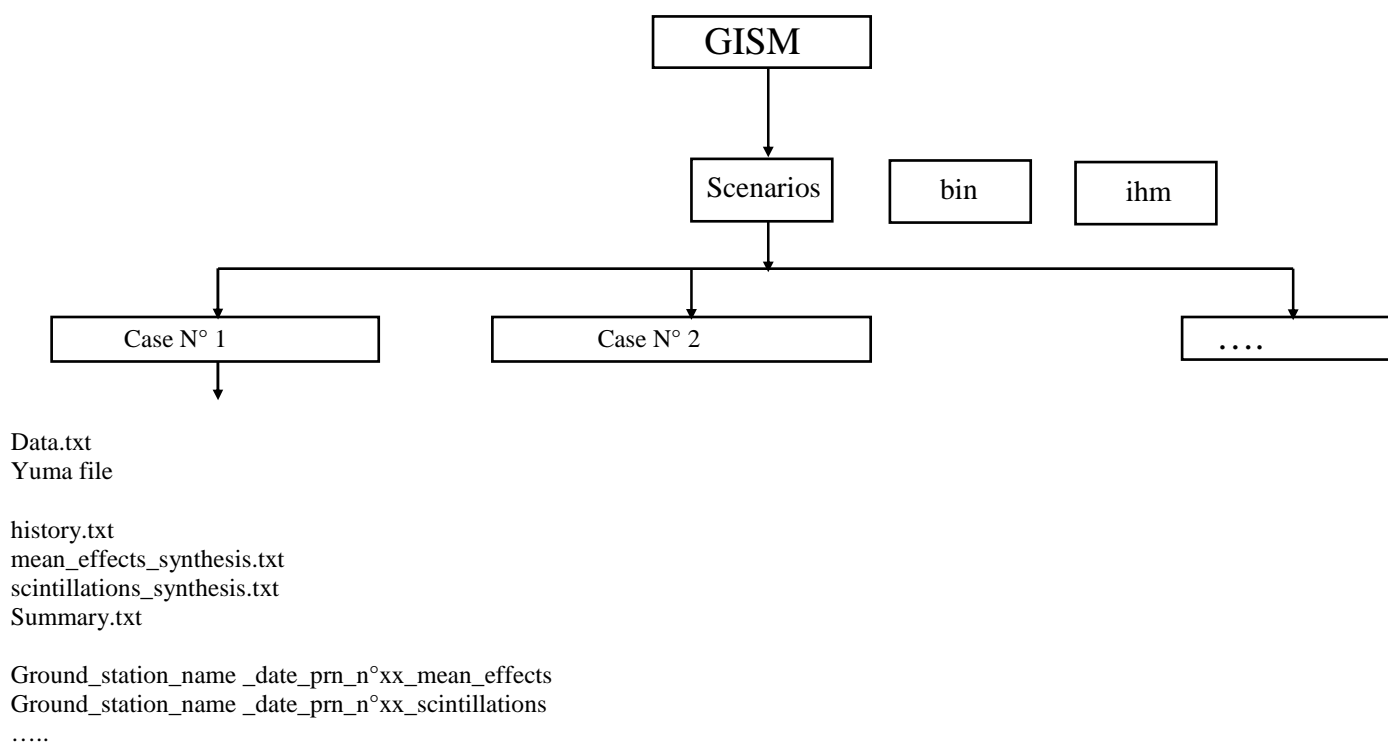 GISM
Scenarios
bin
ihm
Case N° 1
Case N° 2
….
Data.txt
Yuma file
history.txt
mean_effects_synthesis.txt
scintillations_synthesis.txt
Summary.txt
Ground_station_name _date_prn_n°xx_mean_effects
Ground_station_name _date_prn_n°xx_scintillations
…..